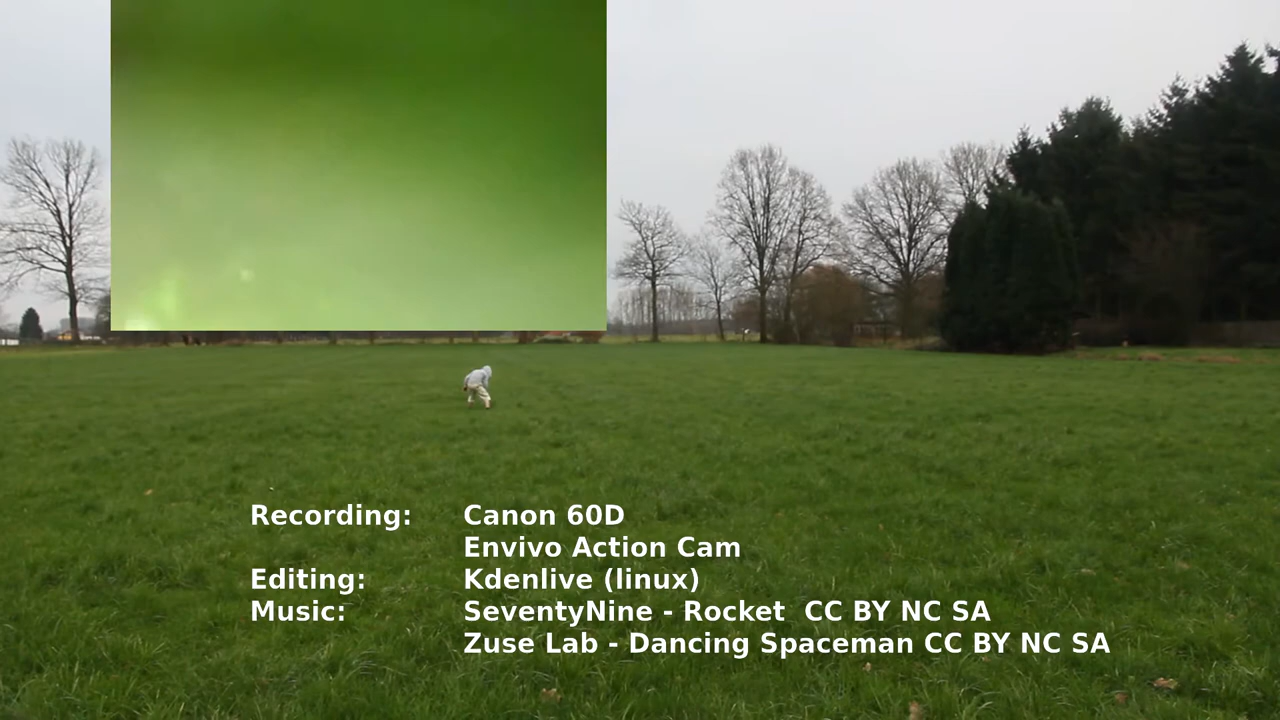 Recording: Canon 60D
Envivo Action Cam
Editing: Kdenlive (linux)
Music: SeventyNine - Rocket  CC BY NC SA
Zuse Lab - Dancing Spaceman CC BY NC SA